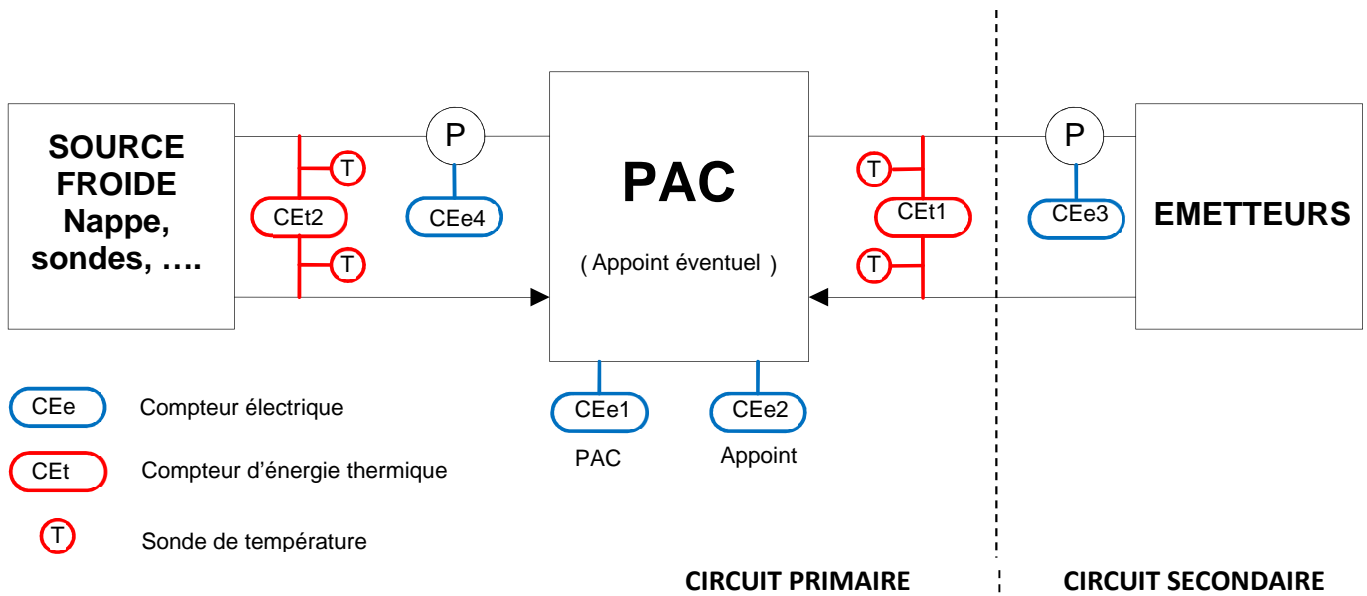 SOURCE
FROIDE
Nappe,
sondes, ….
T
CEt2
T
P
CEe4
PAC
( Appoint éventuel )
T
CEt1
T
P
CEe3
EMETTEURS
CEe1
PAC
CEe2
Appoint
CEe Compteur électrique
CEt Compteur d'énergie thermique
T Sonde de température
CIRCUIT PRIMAIRE
CIRCUIT SECONDAIRE